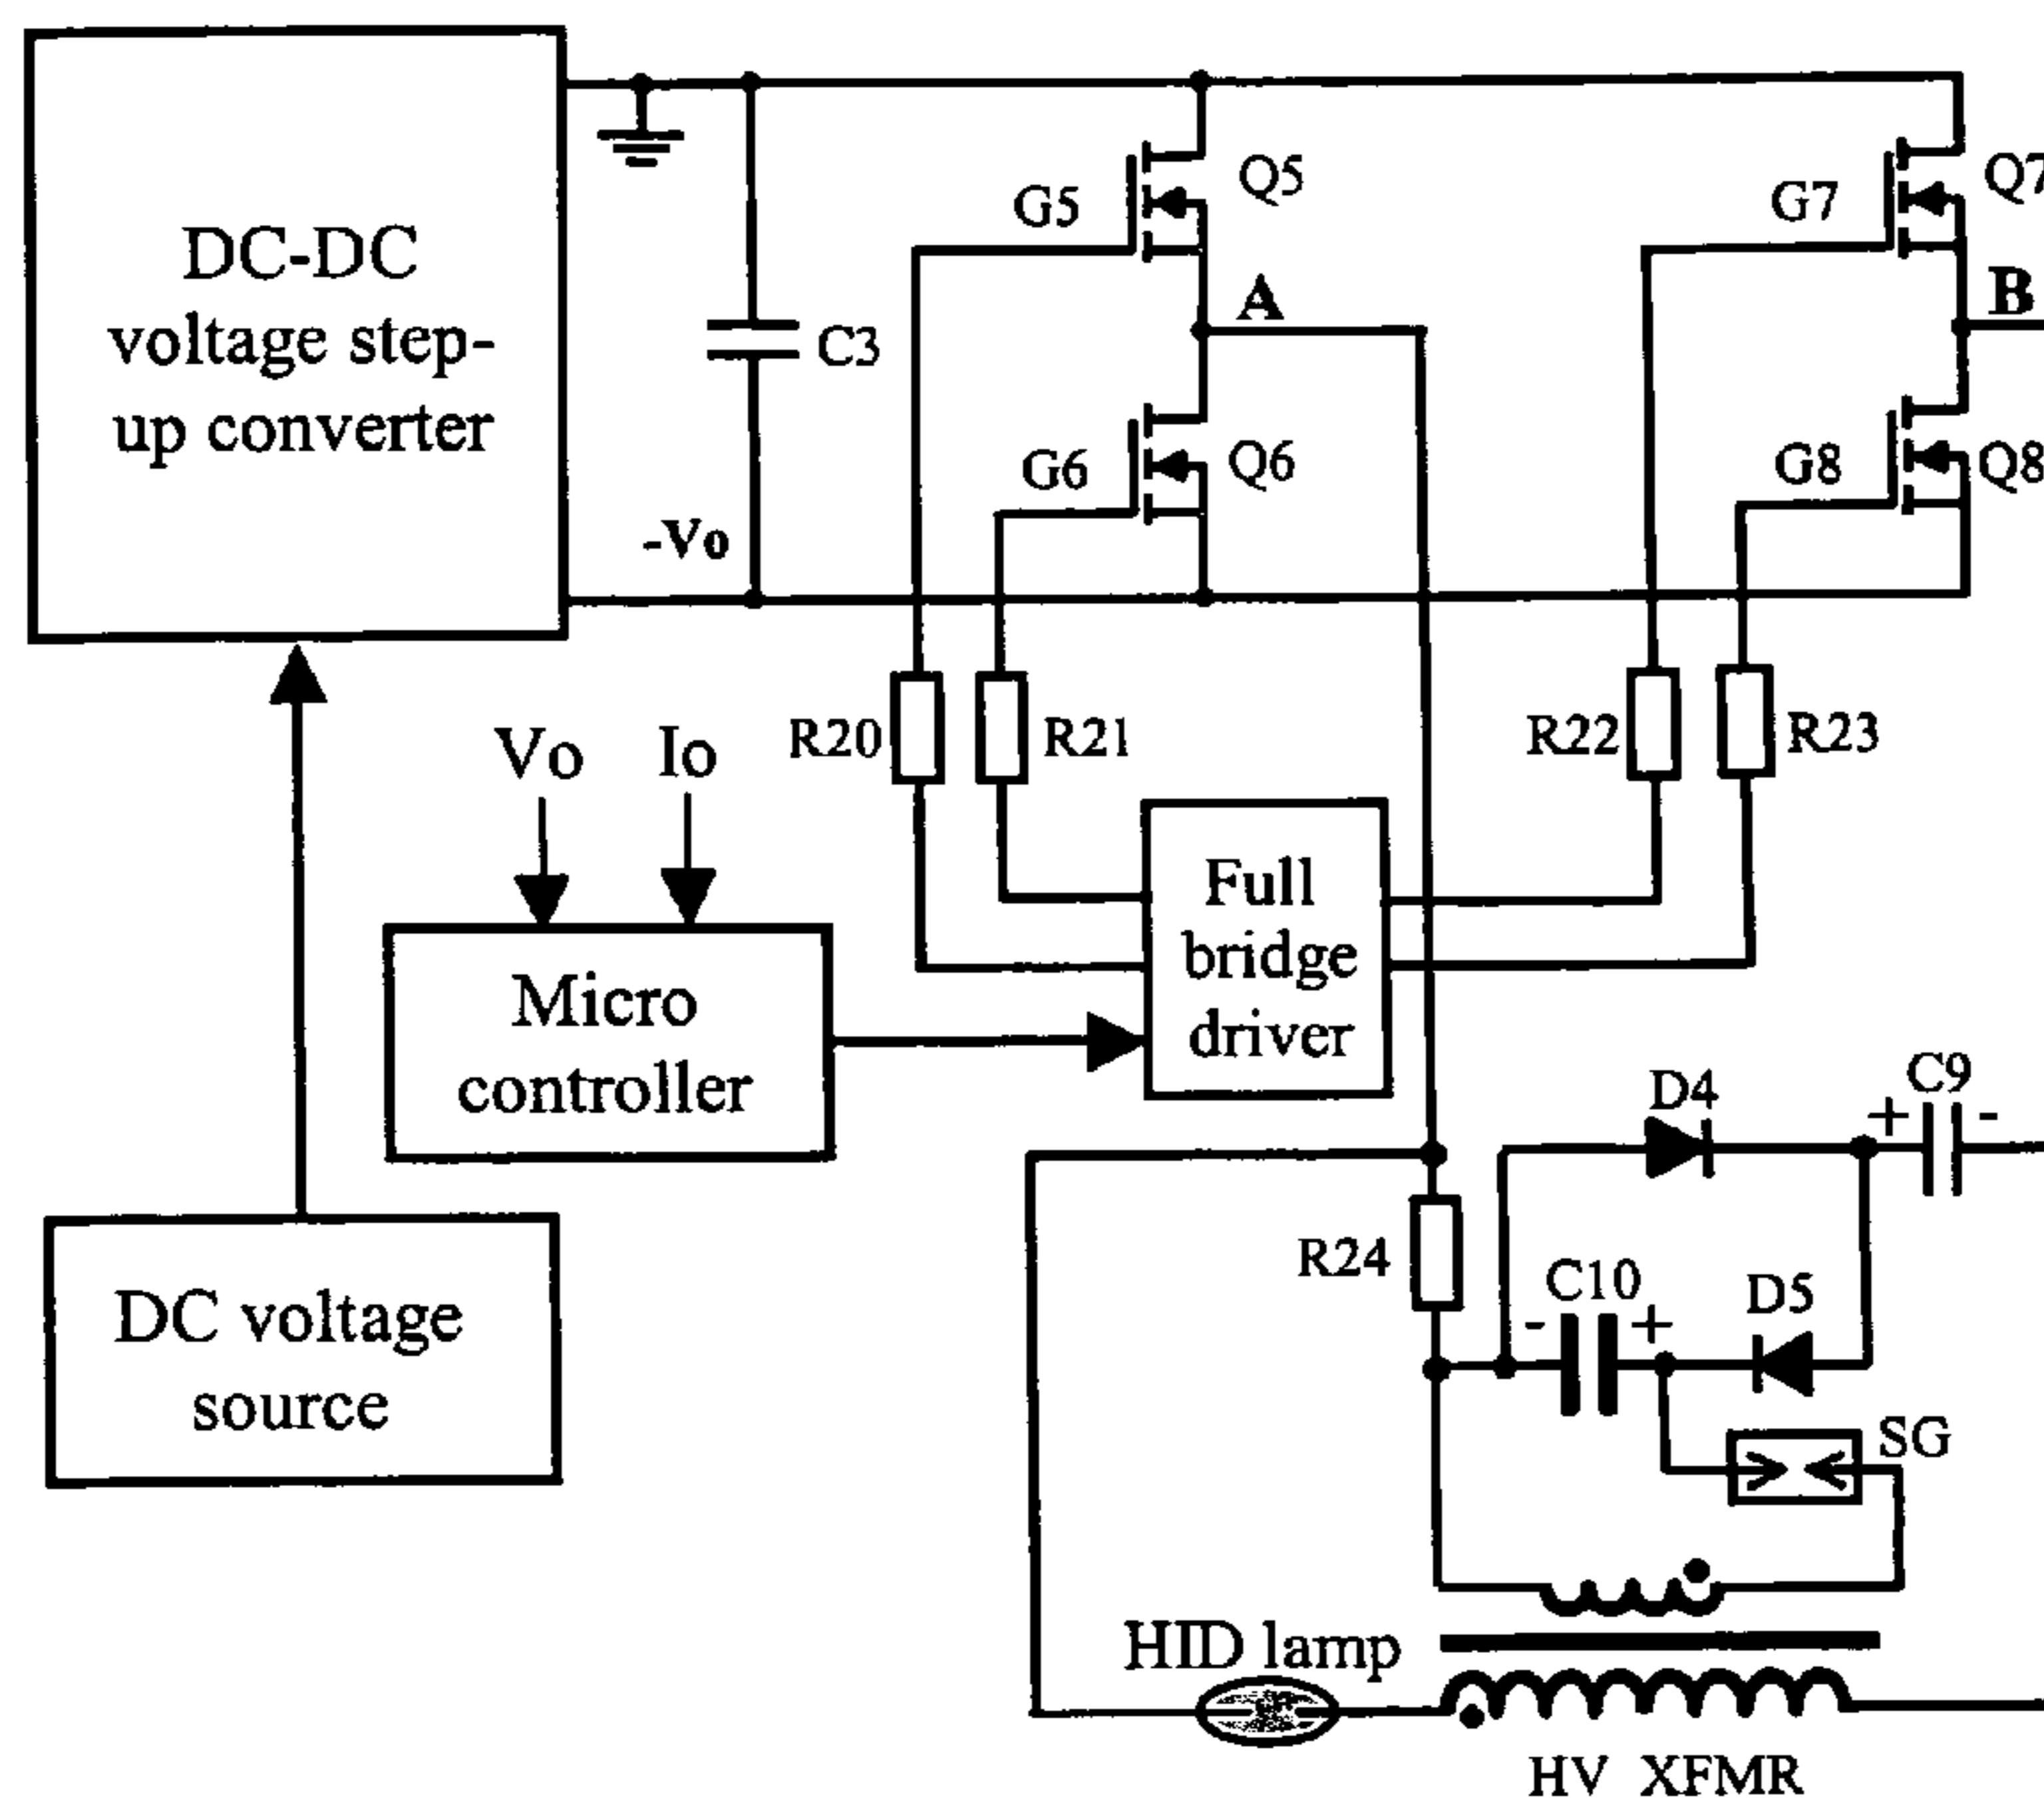 DC-DC
voltage step-
up converter
C3
-Vo
G5
Q5
A
G6
Q6
G7
Q7
B
G8
Q8
R20
R21
R22
R23
Vo
Io
Micro
controller
Full
bridge
driver
DC voltage
source
R24
D4
C9
+
-
C10
-
+
D5
SG
HID lamp
HV XFMR